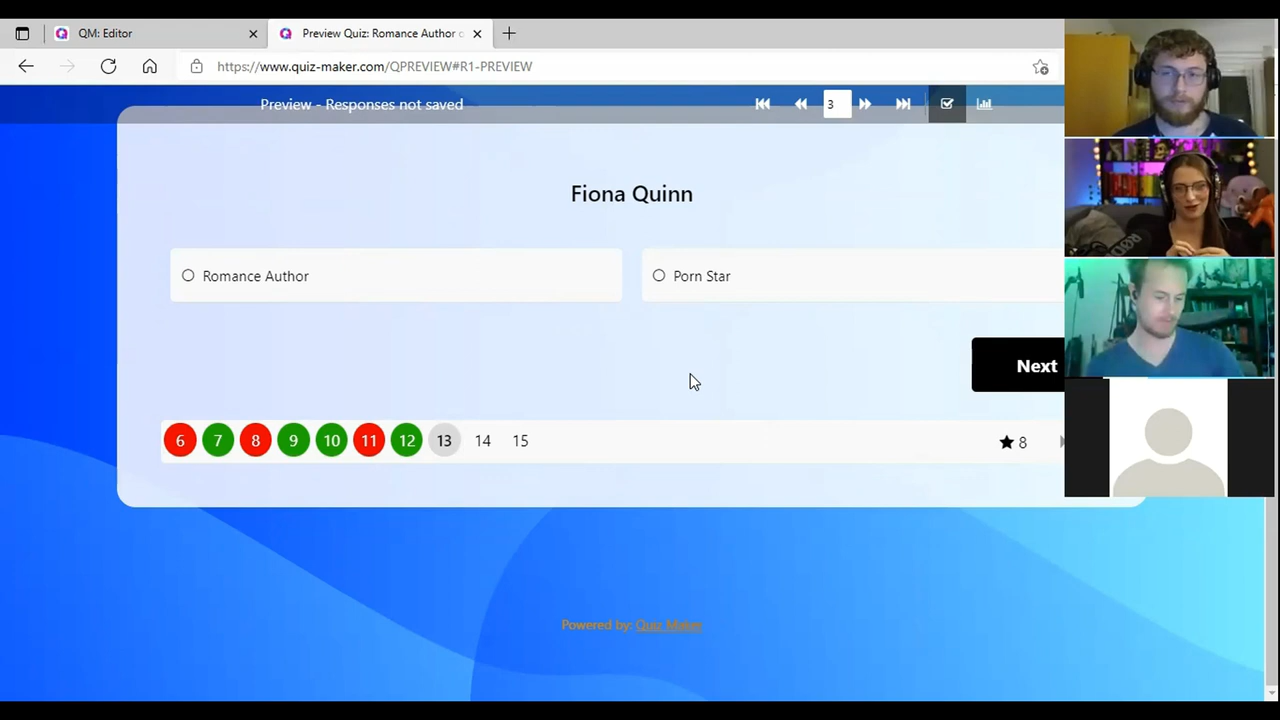 QM: Editor
Preview Quiz: Romance Author
https://www.quiz-maker.com/QPREVIEW#R1-PREVIEW
Preview - Responses not saved
3
Fiona Quinn
Romance Author
Porn Star
Next
6 7 8 9 10 11 12 13 14 15
8
Powered by: Quiz Maker